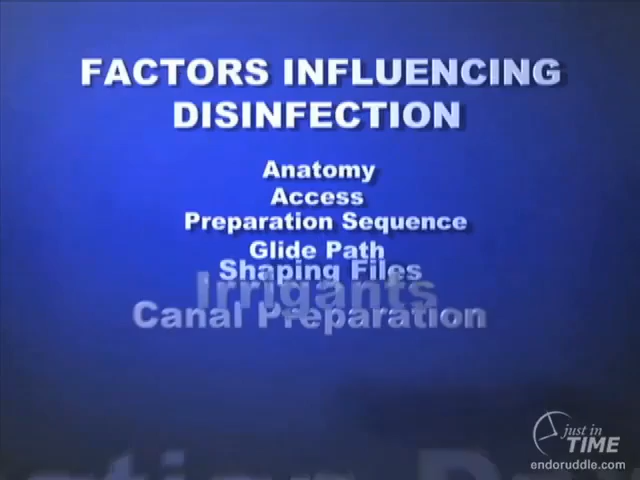 FACTORS INFLUENCING
DISINFECTION
Anatomy
Access
Preparation Sequence
Glide Path
Shaping Files
Irrigants
Canal Preparation
just in
TIME
endoruddle.com